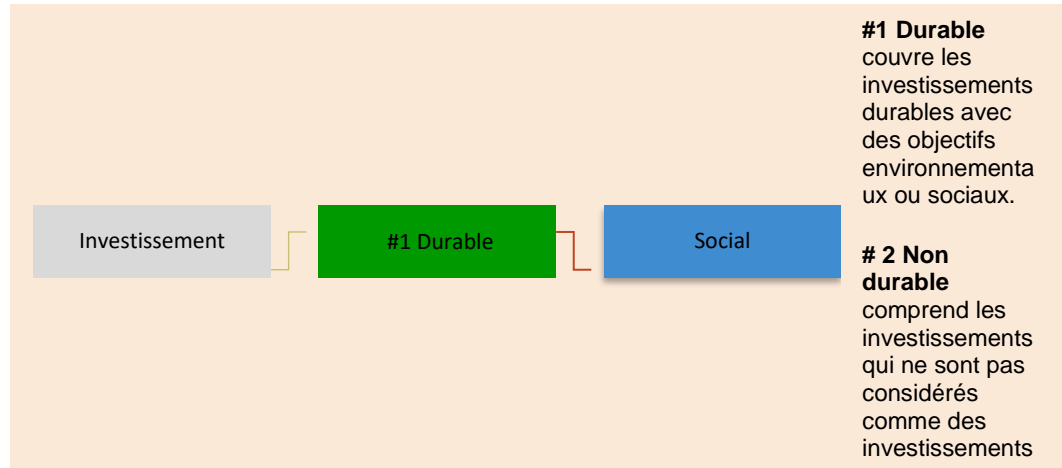 Investissement
#1 Durable
Social
#1 Durable
couvre les
investissements
durables avec
des objectifs
environnementa
ux ou sociaux.
# 2 Non
durable
comprend les
investissements
qui ne sont pas
considérés
comme des
investissements